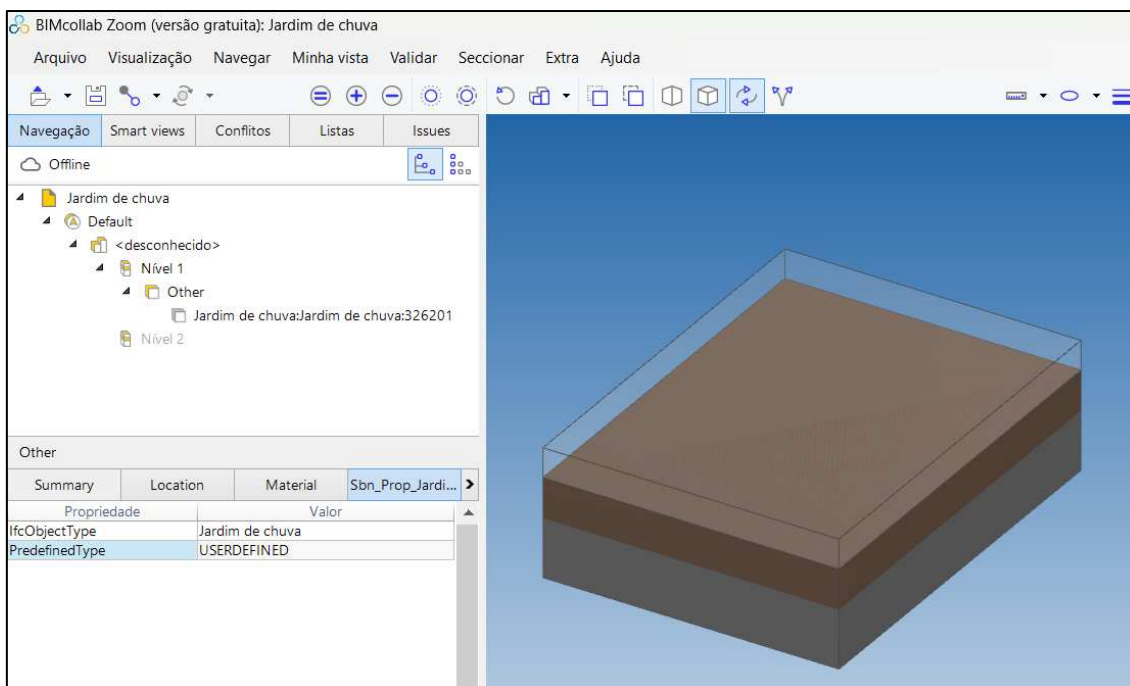 BIMcollab Zoom (versão gratuita): Jardim de chuva
Arquivo Visualização Navegar Minha vista Validar Seccionar Extra Ajuda
Navegação Smart views Conflitos Listas Issues
Offline
Jardim de chuva
Default
<desconhecido>
Nível 1
Other
Jardim de chuva:Jardim de chuva:326201
Nível 2
Other
Summary Location Material Sbn_Prop_Jardi...
Propriedade Valor
IfcObjectType Jardim de chuva
PredefinedType USERDEFINED